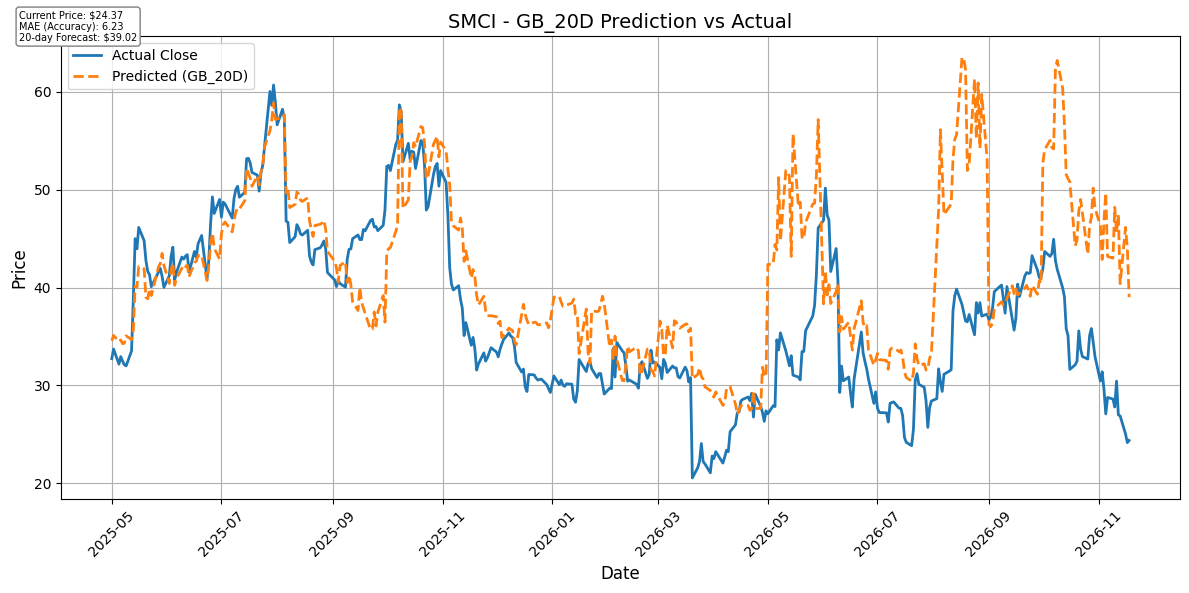 SMCI - GB_20D Prediction vs Actual
Current Price: $24.37
MAE (Accuracy): 6.23
20-day Forecast: $39.02
Actual Close
Predicted (GB_20D)
Price
60
50
40
30
20
2025-05
2025-07
2025-09
2025-11
2026-01
2026-03
2026-05
2026-07
2026-09
2026-11
Date